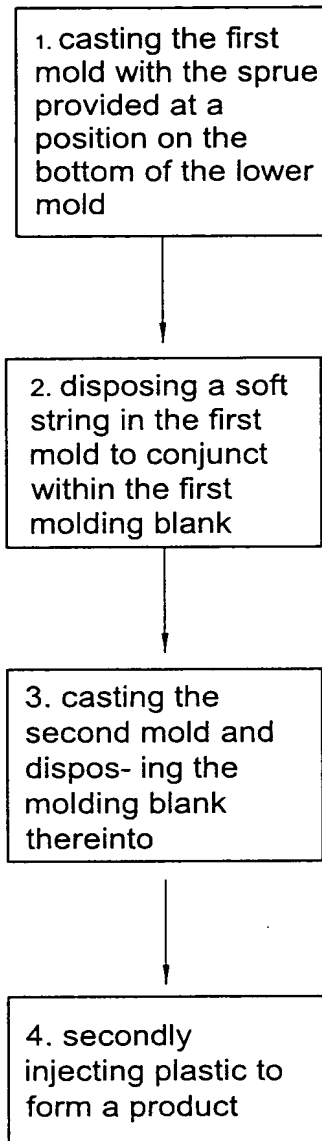 1. casting the first
mold with the sprue
provided at a
position on the
bottom of the lower
mold
2. disposing a soft
string in the first
mold to conjunct
within the first
molding blank
3. casting the
second mold and
dispos- ing the
molding blank
thereinto
4. secondly
injecting plastic to
form a product